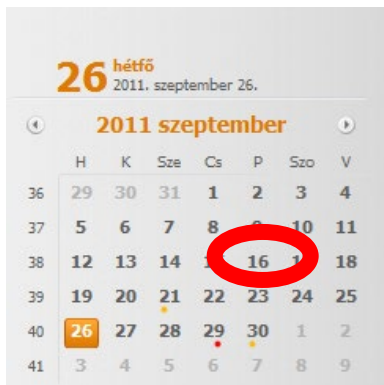 26 hétfő
2011. szeptember 26.
2011 szeptember
H K Sze Cs P Szo V
36 29 30 31 1 2 3 4
37 5 6 7 8 10 11
38 12 13 14 16 18
39 19 20 21 22 23 24 25
40 26 27 28 29 30 1 2
41 3 4 5 6 7 8 9